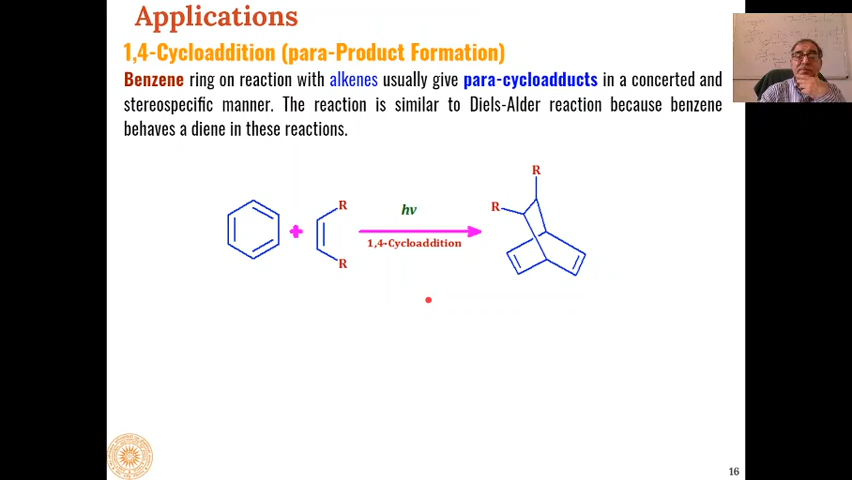 Applications
1,4-Cycloaddition (para-Product Formation)
Benzene ring on reaction with alkenes usually give para-cycloadducts in a concerted and
stereospecific manner. The reaction is similar to Diels-Alder reaction because benzene
behaves a diene in these reactions.
R
R
hν
1,4-Cycloaddition
R
R
16